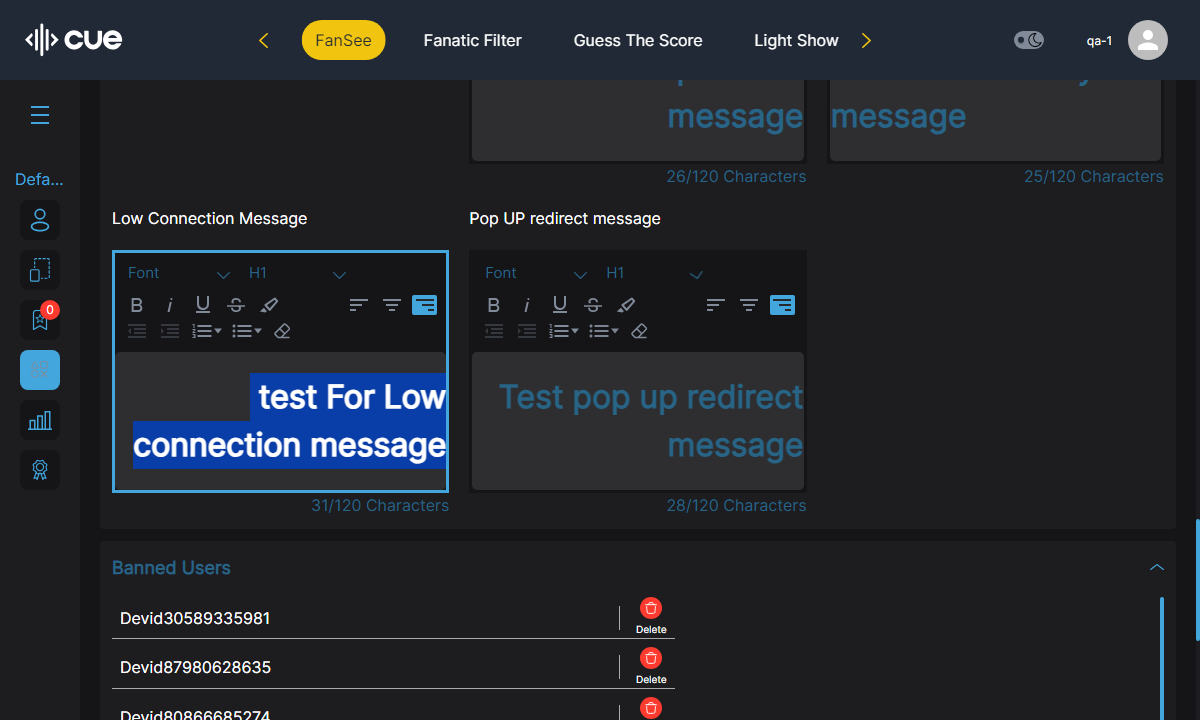 cue
FanSee
Fanatic Filter
Guess The Score
Light Show
qa-1
Defa...
0
message
message
26/120 Characters
25/120 Characters
Low Connection Message
Pop UP redirect message
Font H1
Font H1
B i U S
B i U S
test For Low
connection message
Test pop up redirect
message
31/120 Characters
28/120 Characters
Banned Users
Devid30589335981
Delete
Devid87980628635
Delete
Devid80866685274